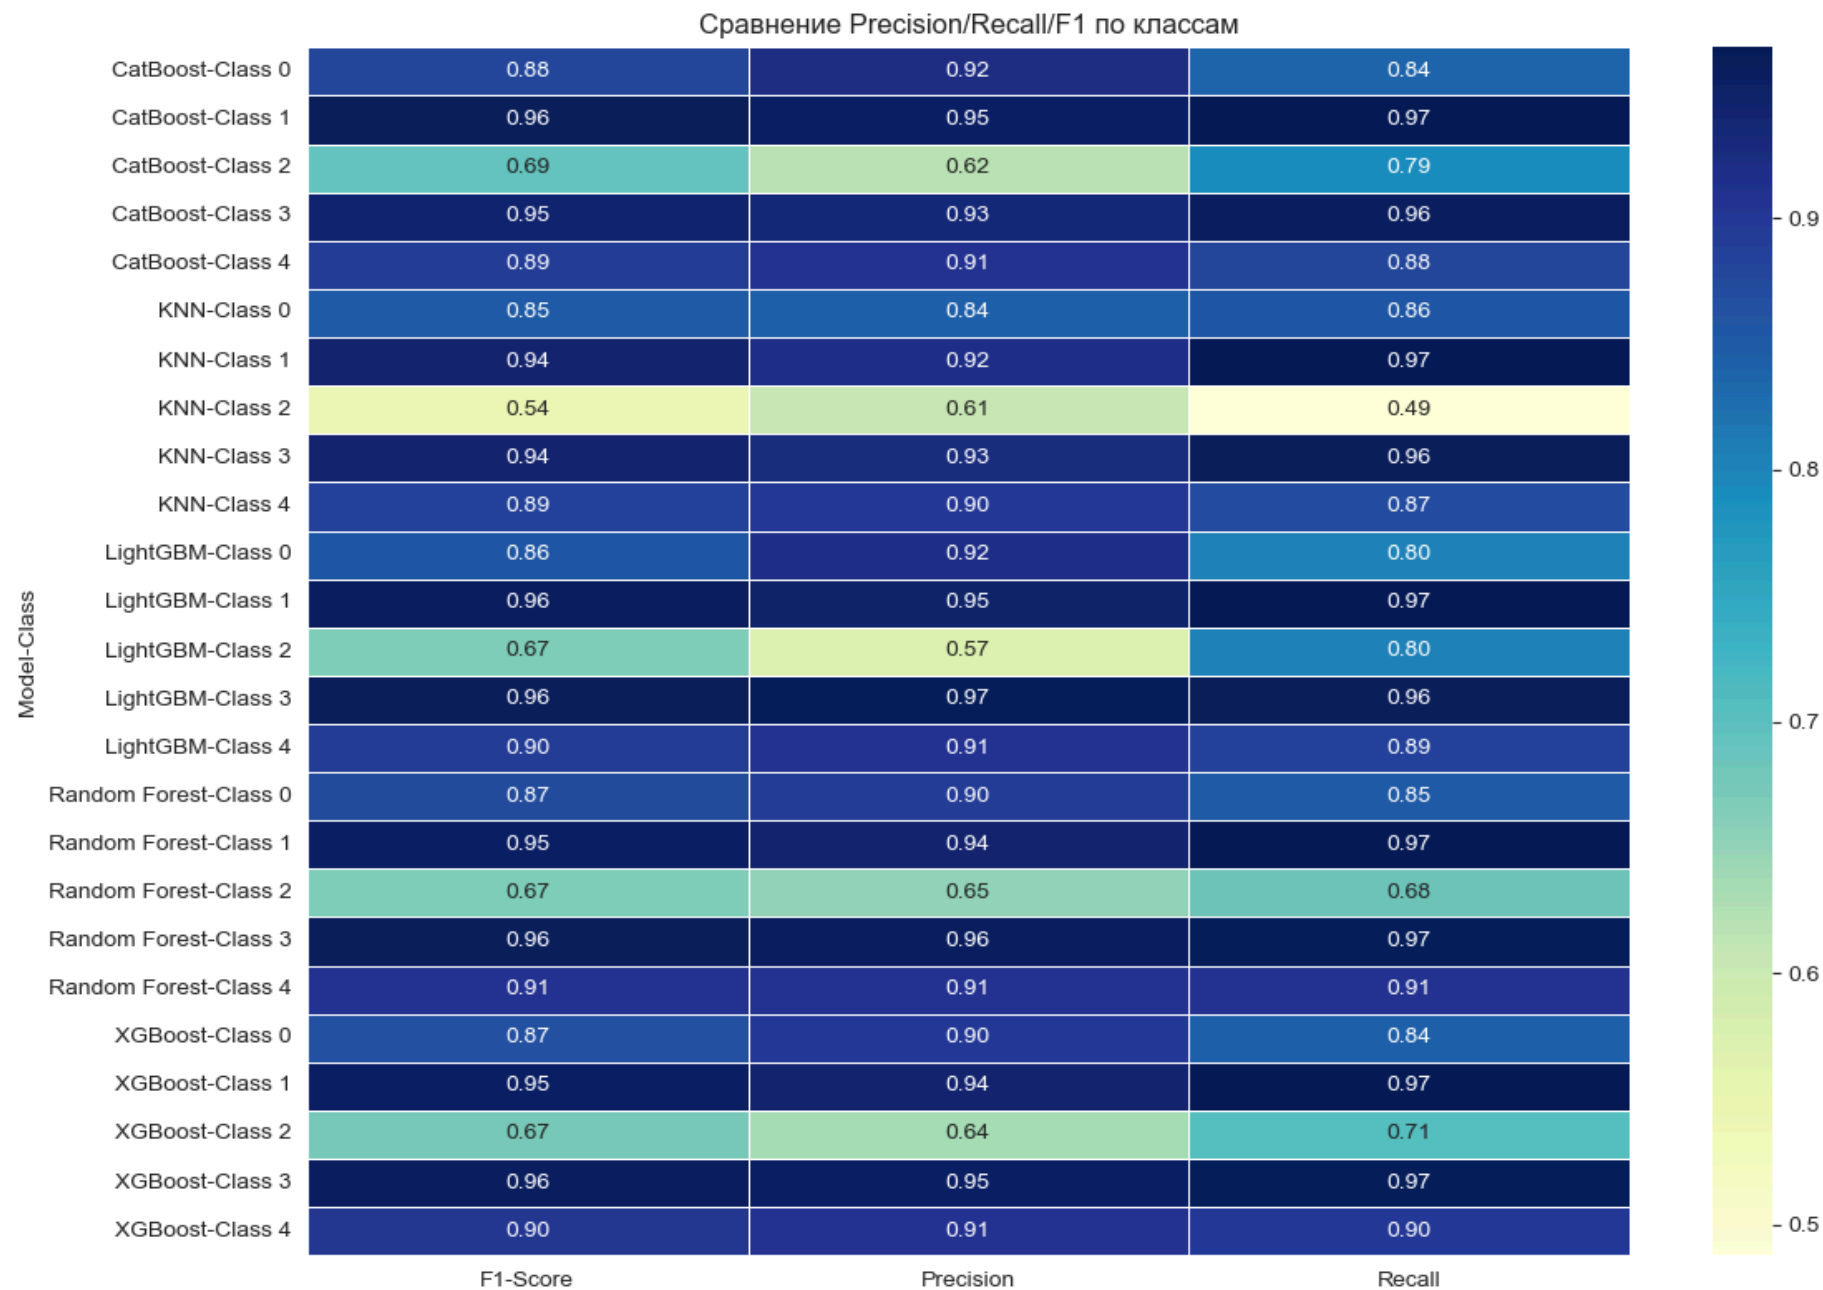 Сравнение Precision/Recall/F1 по классам
Model-Class
CatBoost-Class 0 0.88 0.92 0.84
CatBoost-Class 1 0.96 0.95 0.97
CatBoost-Class 2 0.69 0.62 0.79
CatBoost-Class 3 0.95 0.93 0.96
CatBoost-Class 4 0.89 0.91 0.88
KNN-Class 0 0.85 0.84 0.86
KNN-Class 1 0.94 0.92 0.97
KNN-Class 2 0.54 0.61 0.49
KNN-Class 3 0.94 0.93 0.96
KNN-Class 4 0.89 0.90 0.87
LightGBM-Class 0 0.86 0.92 0.80
LightGBM-Class 1 0.96 0.95 0.97
LightGBM-Class 2 0.67 0.57 0.80
LightGBM-Class 3 0.96 0.97 0.96
LightGBM-Class 4 0.90 0.91 0.89
Random Forest-Class 0 0.87 0.90 0.85
Random Forest-Class 1 0.95 0.94 0.97
Random Forest-Class 2 0.67 0.65 0.68
Random Forest-Class 3 0.96 0.96 0.97
Random Forest-Class 4 0.91 0.91 0.91
XGBoost-Class 0 0.87 0.90 0.84
XGBoost-Class 1 0.95 0.94 0.97
XGBoost-Class 2 0.67 0.64 0.71
XGBoost-Class 3 0.96 0.95 0.97
XGBoost-Class 4 0.90 0.91 0.90
F1-Score Precision Recall
0.9
0.8
0.7
0.6
0.5